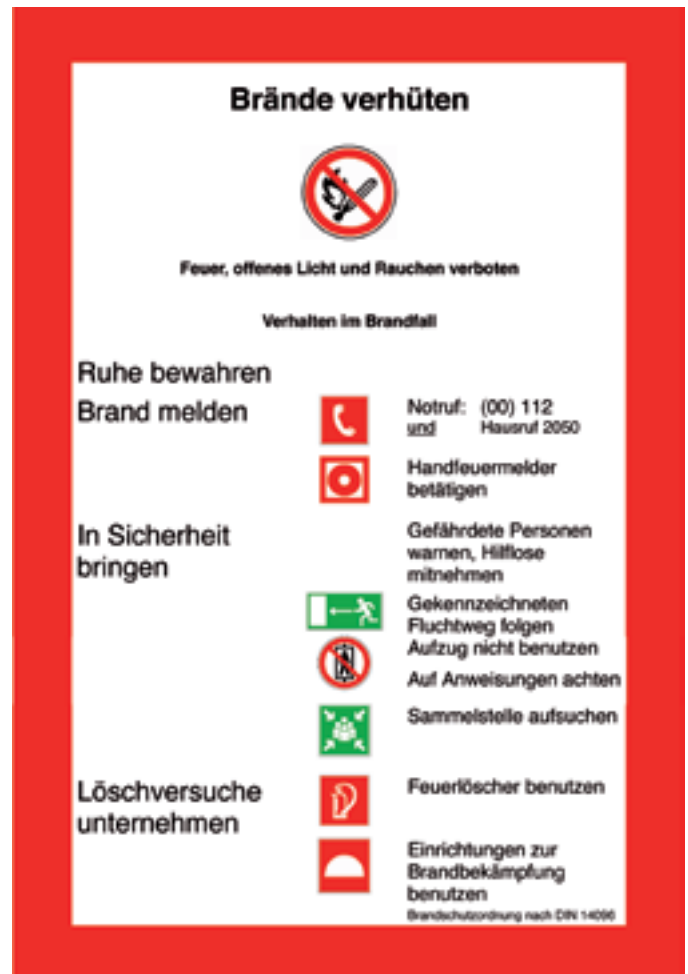 Brände verhüten
Feuer, offenes Licht und Rauchen verboten
Verhalten im Brandfall
Ruhe bewahren
Brand melden
Notruf: (00) 112
und Hausruf 2050
Handfeuermelder
betätigen
In Sicherheit
bringen
Gefährdete Personen
warnen, Hilflose
mitnehmen
Gekennzeichneten
Fluchtweg folgen
Aufzug nicht benutzen
Auf Anweisungen achten
Sammelstelle aufsuchen
Löschversuche
unternehmen
Feuerlöscher benutzen
Einrichtungen zur
Brandbekämpfung
benutzen
Brandschutzordnung nach DIN 14096